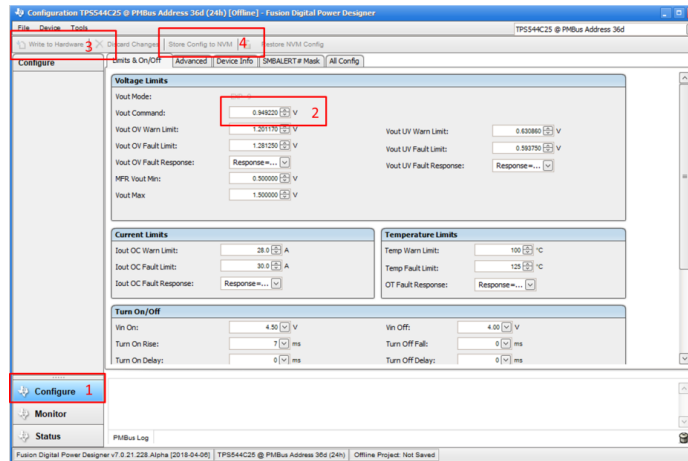 Configuration TPS544C25 @ PMBus Address 36d (24h) [Offline] - Fusion Digital Power Designer
File Device Tools
TPS544C25 @ PMBus Address 36d
Write to Hardware 3 Discard Changes Store Config to NVM 4 Restore NVM Config
Configure
Limits & On/Off Advanced Device Info SMBALERT# Mask All Config
Voltage Limits
Vout Mode:
Vout Command: 0.949220 V 2
Vout OV Warn Limit: 1.201170 V Vout UV Warn Limit: 0.630860 V
Vout OV Fault Limit: 1.281250 V Vout UV Fault Limit: 0.593750 V
Vout OV Fault Response: Response=... Vout UV Fault Response: Response=...
MFR Vout Min: 0.500000 V
Vout Max 1.500000 V
Current Limits Temperature Limits
Iout OC Warn Limit: 28.0 A Temp Warn Limit: 100 °C
Iout OC Fault Limit: 30.0 A Temp Fault Limit: 125 °C
Iout OC Fault Response: Response=... OT Fault Response: Response=...
Turn On/Off
Vin On: 4.50 V Vin Off: 4.00 V
Turn On Rise: 7 ms Turn Off Fall: 0 ms
Turn On Delay: 0 ms Turn Off Delay: 0 ms
Configure 1
Monitor
Status
PMBus Log
Fusion Digital Power Designer v7.0.21.228.Alpha [2018-04-06] TPS544C25 @ PMBus Address 36d (24h) Offline Project: Not Saved